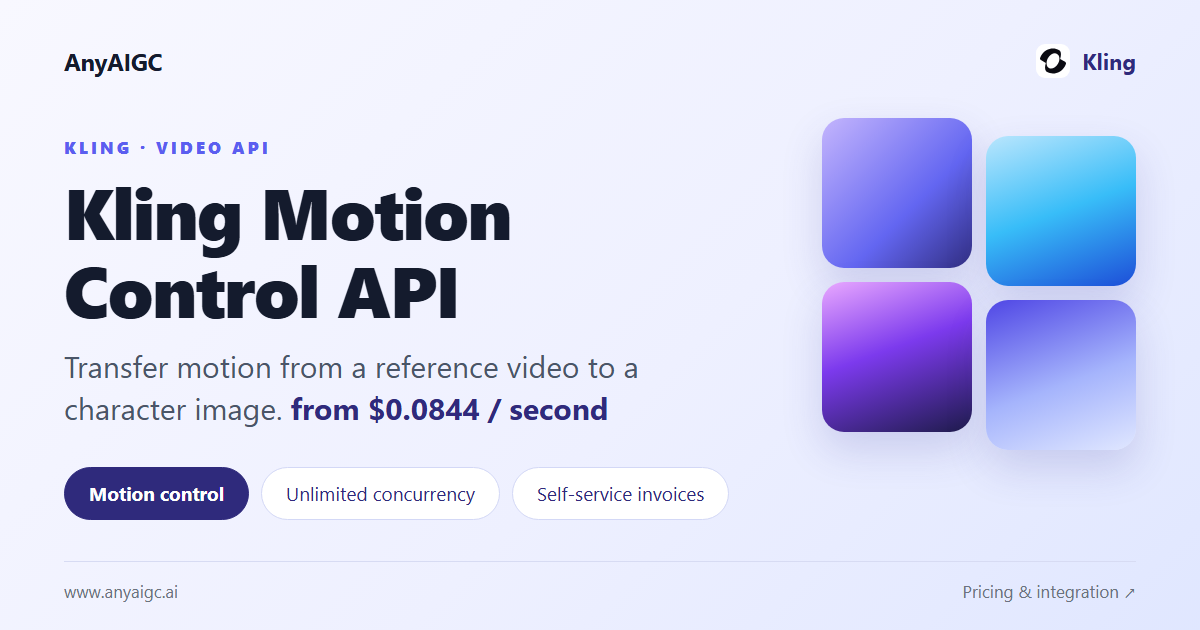 AnyAIGC
Kling
KLING · VIDEO API
Kling Motion
Control API
Transfer motion from a reference video to a
character image. from $0.0844 / second
Motion control
Unlimited concurrency
Self-service invoices
www.anyaigc.ai
Pricing & integration ↗